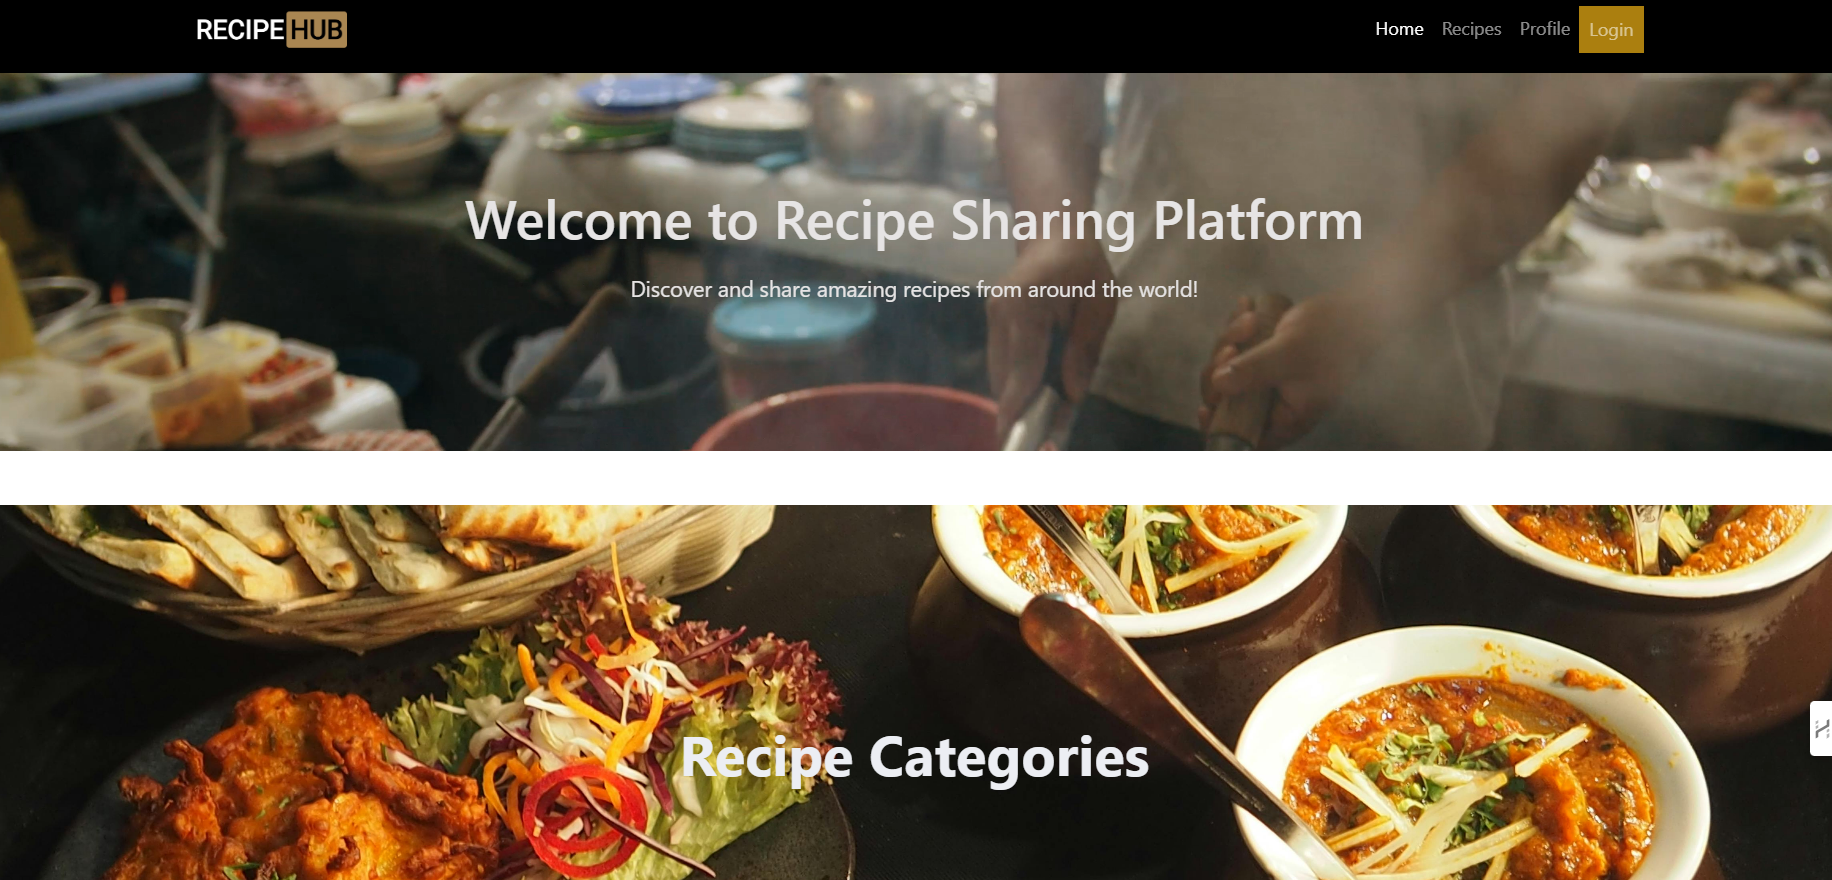 RECIPE HUB
Home Recipes Profile Login
Welcome to Recipe Sharing Platform
Discover and share amazing recipes from around the world!
Recipe Categories